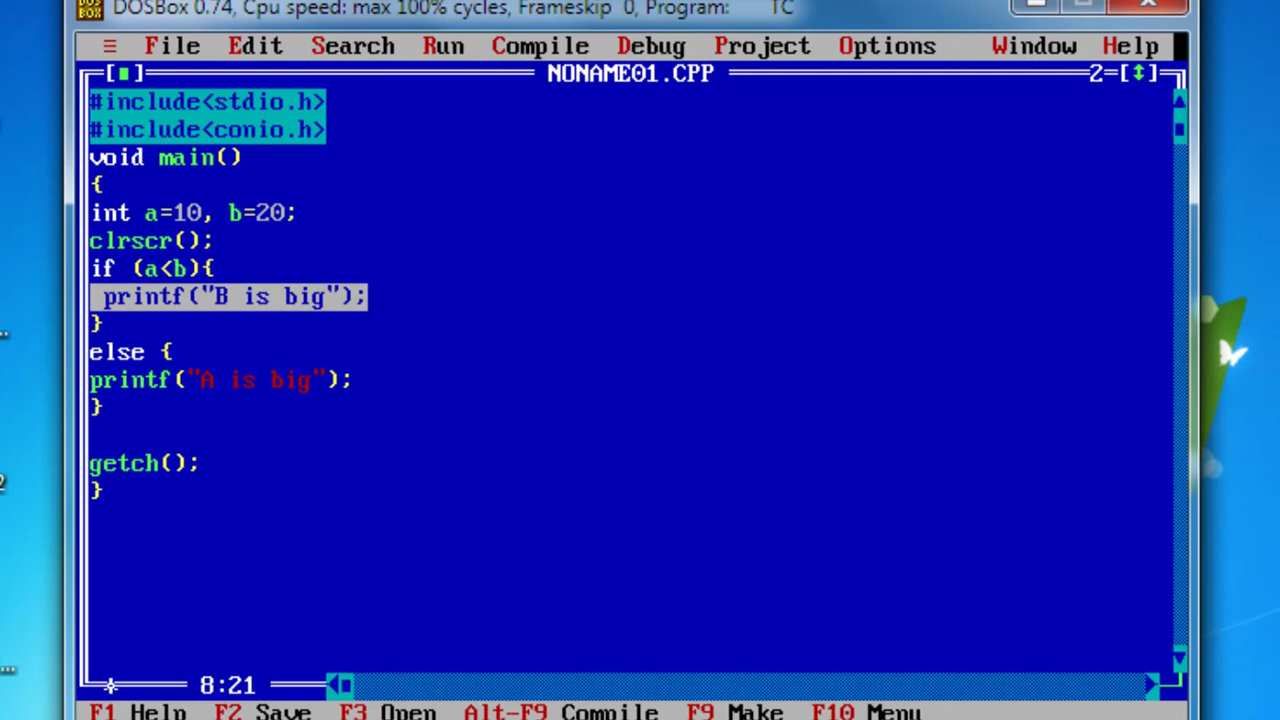 DOSBox 0.74, Cpu speed: max 100% cycles, Frameskip 0, Program: TC
≡ File Edit Search Run Compile Debug Project Options Window Help
[■] NONAME01.CPP 2=[↕]
#include<stdio.h>
#include<conio.h>
void main()
{
int a=10, b=20;
clrscr();
if (a<b){
printf("B is big");
}
else {
printf("A is big");
}
getch();
}
8:21
F1 Help F2 Save F3 Open Alt-F9 Compile F9 Make F10 Menu